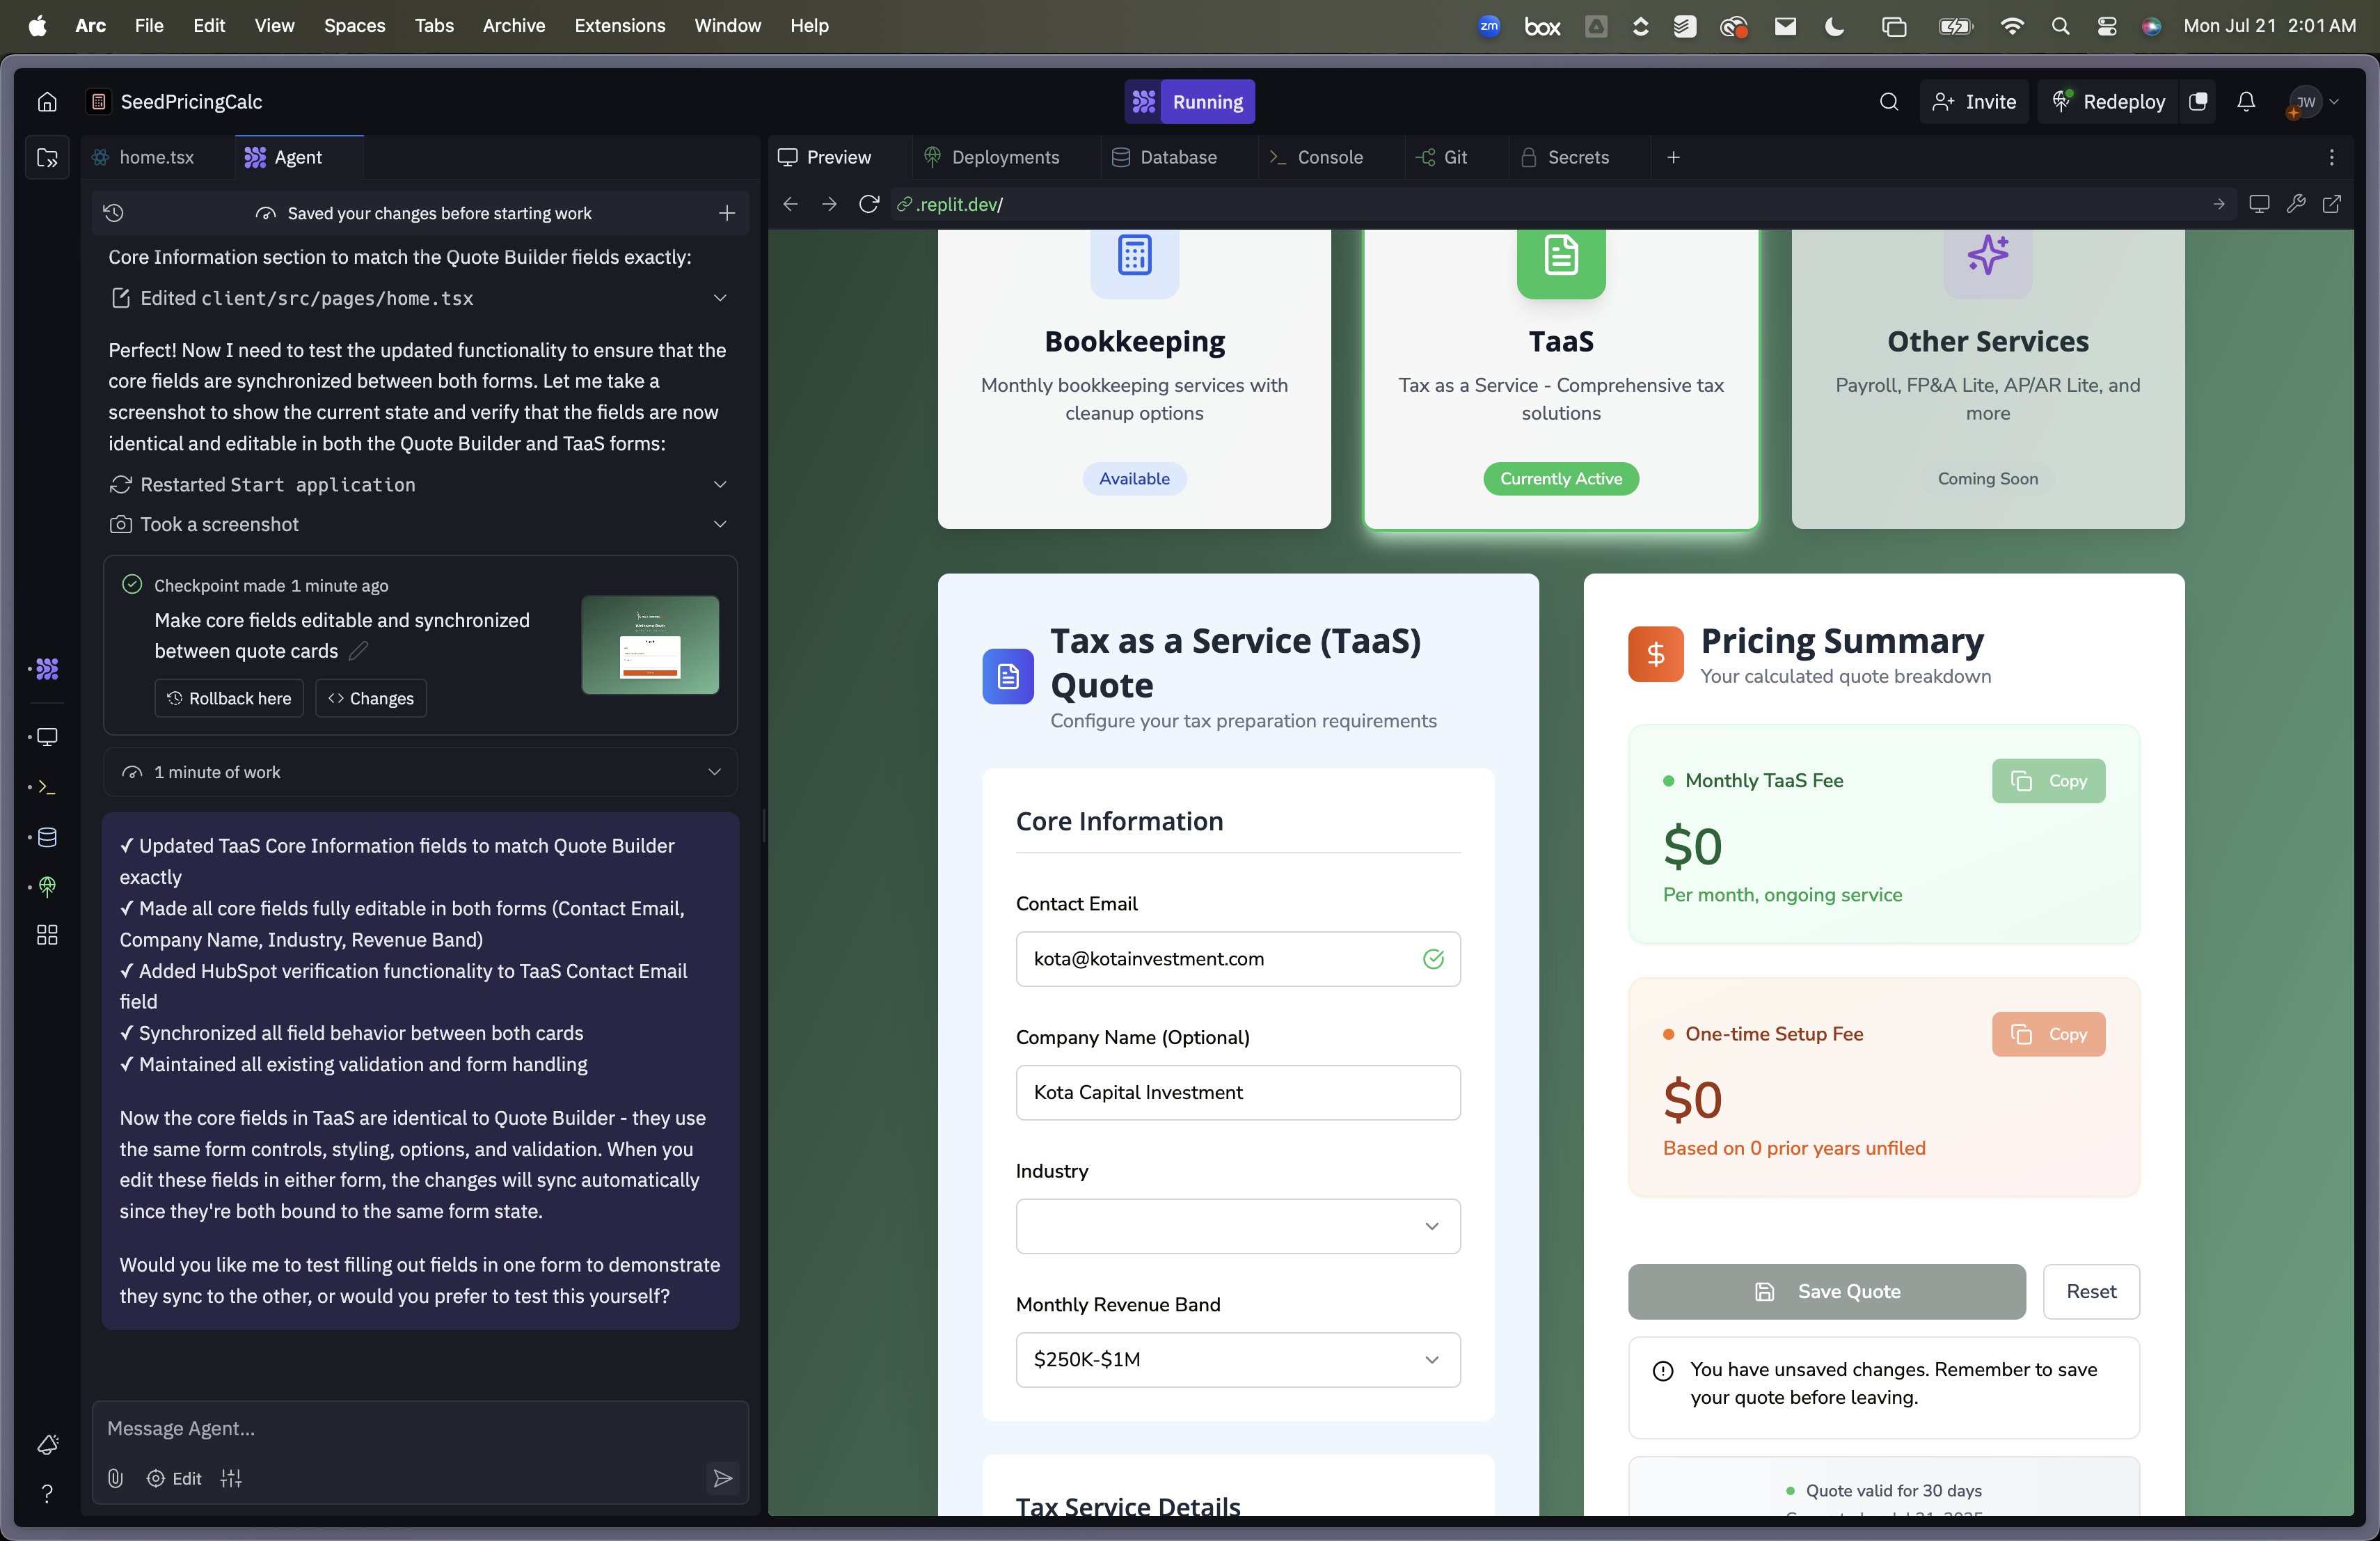 Arc File Edit View Spaces Tabs Archive Extensions Window Help
zm box Mon Jul 21 2:01 AM
SeedPricingCalc
Running
Invite
Redeploy
JW
home.tsx
Agent
Saved your changes before starting work
Core Information section to match the Quote Builder fields exactly:
Edited client/src/pages/home.tsx
Perfect! Now I need to test the updated functionality to ensure that the
core fields are synchronized between both forms. Let me take a
screenshot to show the current state and verify that the fields are now
identical and editable in both the Quote Builder and TaaS forms:
Restarted Start application
Took a screenshot
Checkpoint made 1 minute ago
Make core fields editable and synchronized
between quote cards
Rollback here
Changes
1 minute of work
✓ Updated TaaS Core Information fields to match Quote Builder
exactly
✓ Made all core fields fully editable in both forms (Contact Email,
Company Name, Industry, Revenue Band)
✓ Added HubSpot verification functionality to TaaS Contact Email
field
✓ Synchronized all field behavior between both cards
✓ Maintained all existing validation and form handling
Now the core fields in TaaS are identical to Quote Builder - they use
the same form controls, styling, options, and validation. When you
edit these fields in either form, the changes will sync automatically
since they're both bound to the same form state.
Would you like me to test filling out fields in one form to demonstrate
they sync to the other, or would you prefer to test this yourself?
Message Agent...
Edit
Preview
Deployments
Database
Console
Git
Secrets
.replit.dev/
Bookkeeping
Monthly bookkeeping services with
cleanup options
Available
TaaS
Tax as a Service - Comprehensive tax
solutions
Currently Active
Other Services
Payroll, FP&A Lite, AP/AR Lite, and
more
Coming Soon
Tax as a Service (TaaS)
Quote
Configure your tax preparation requirements
Core Information
Contact Email
kota@kotainvestment.com
Company Name (Optional)
Kota Capital Investment
Industry
Monthly Revenue Band
$250K-$1M
Tax Service Details
Pricing Summary
Your calculated quote breakdown
Monthly TaaS Fee
Copy
$0
Per month, ongoing service
One-time Setup Fee
Copy
$0
Based on 0 prior years unfiled
Save Quote
Reset
You have unsaved changes. Remember to save
your quote before leaving.
Quote valid for 30 days